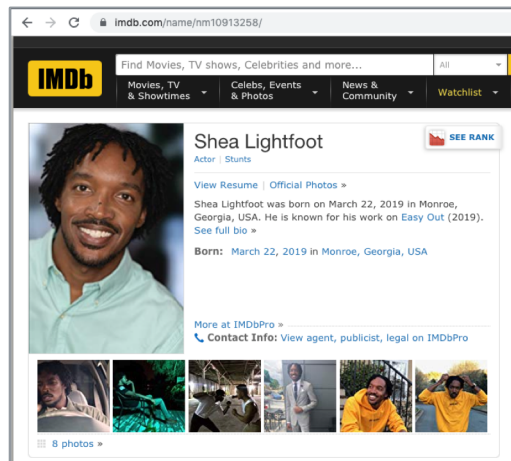 imdb.com/name/nm10913258/
IMDb
Find Movies, TV shows, Celebrities and more...
All
Movies, TV
& Showtimes
Celebs, Events
& Photos
News &
Community
Watchlist
Shea Lightfoot
SEE RANK
Actor | Stunts
View Resume | Official Photos »
Shea Lightfoot was born on March 22, 2019 in Monroe,
Georgia, USA. He is known for his work on Easy Out (2019).
See full bio »
Born: March 22, 2019 in Monroe, Georgia, USA
More at IMDbPro »
Contact Info: View agent, publicist, legal on IMDbPro
8 photos »